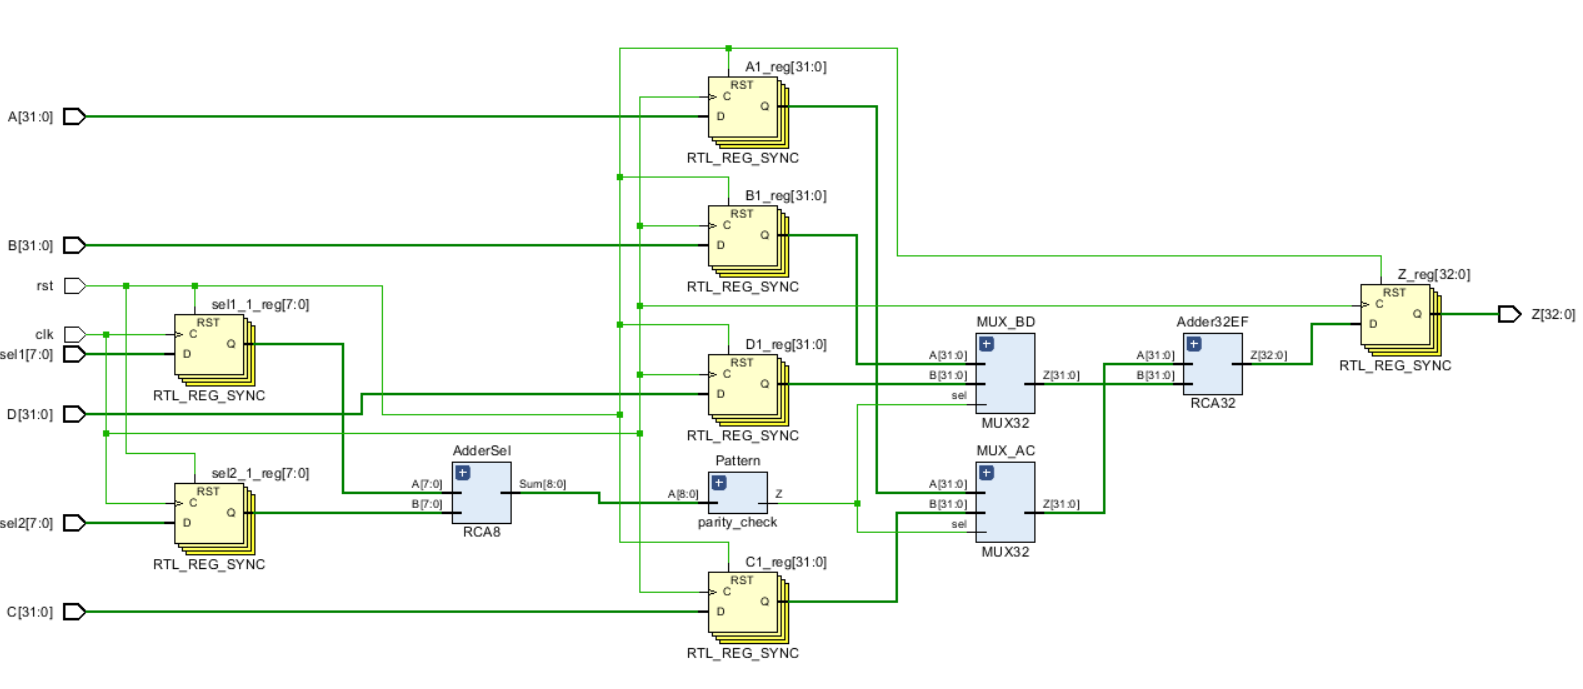 A1_reg[31:0]
RST
C
Q
D
RTL_REG_SYNC
A[31:0]
B1_reg[31:0]
RST
C
Q
D
RTL_REG_SYNC
B[31:0]
rst
sel1_1_reg[7:0]
RST
C
Q
D
RTL_REG_SYNC
clk
sel1[7:0]
D[31:0]
D1_reg[31:0]
RST
C
Q
D
RTL_REG_SYNC
MUX_BD
A[31:0]
B[31:0]
sel
Z[31:0]
MUX32
Adder32EF
A[31:0]
B[31:0]
Z[32:0]
RCA32
Z_reg[32:0]
RST
C
Q
D
RTL_REG_SYNC
Z[32:0]
sel2_1_reg[7:0]
RST
C
Q
D
RTL_REG_SYNC
sel2[7:0]
AdderSel
A[7:0]
B[7:0]
Sum[8:0]
RCA8
Pattern
A[8:0]
Z
parity_check
MUX_AC
A[31:0]
B[31:0]
sel
Z[31:0]
MUX32
C1_reg[31:0]
RST
C
Q
D
RTL_REG_SYNC
C[31:0]